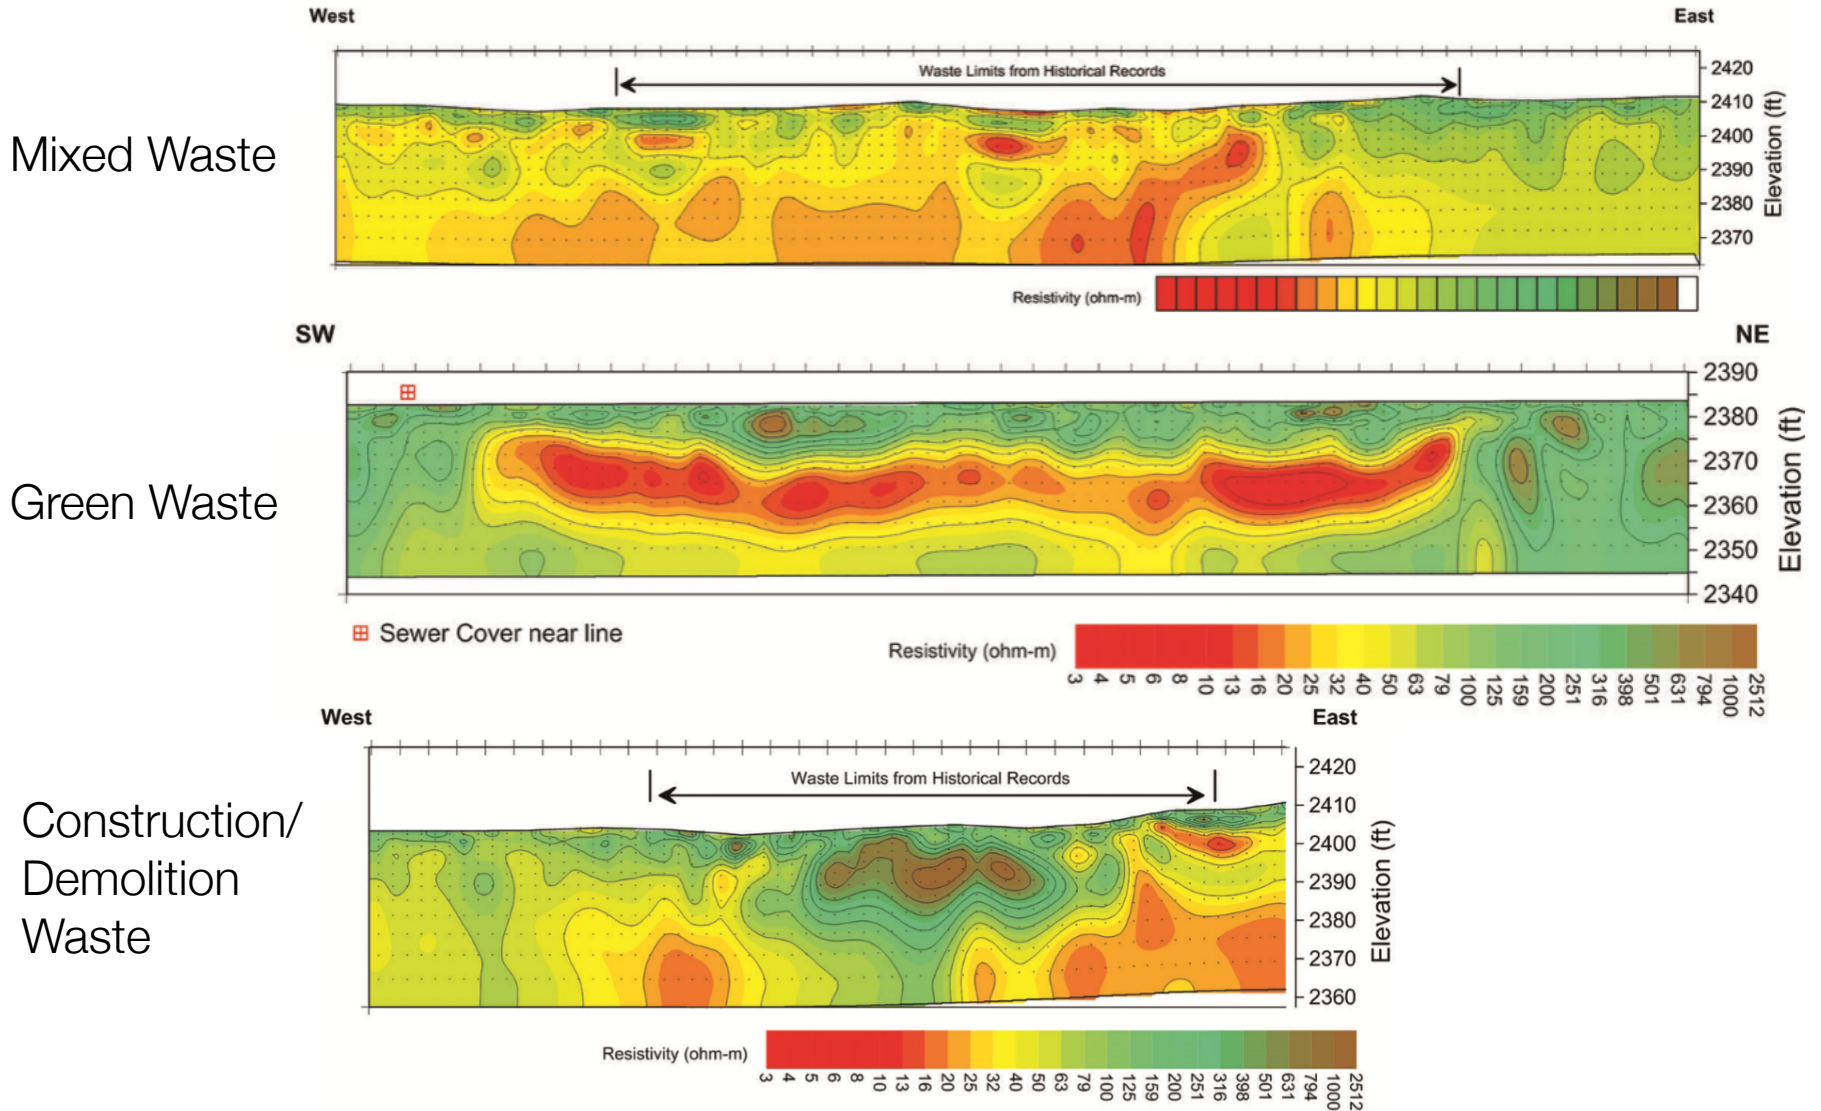 West
East
Waste Limits from Historical Records
2420
2410
2400
2390
2380
2370
Elevation (ft)
Mixed Waste
Resistivity (ohm-m)
SW
NE
2390
2380
2370
2360
2350
2340
Elevation (ft)
Green Waste
Sewer Cover near line
Resistivity (ohm-m)
3 4 5 6 8 10 13 16 20 25 32 40 50 63 79 100 125 159 200 251 316 398 501 631 794 1000 2512
West
East
Waste Limits from Historical Records
2420
2410
2400
2390
2380
2370
2360
Elevation (ft)
Construction/
Demolition
Waste
Resistivity (ohm-m)
3 4 5 6 8 10 13 16 20 25 32 40 50 63 79 100 125 159 200 251 316 398 501 631 794 1000 2512